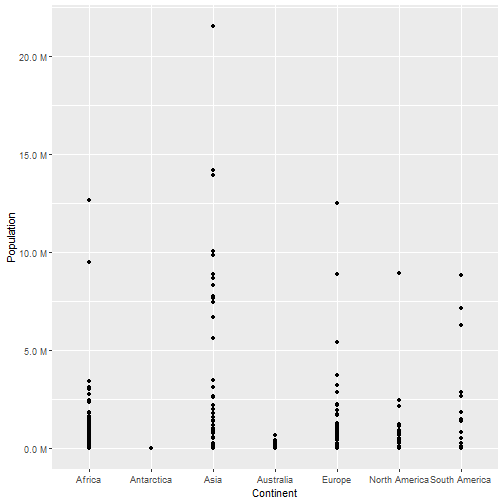 20.0 M
15.0 M
10.0 M
5.0 M
0.0 M
Population
Africa Antarctica Asia Australia Europe North America South America
Continent